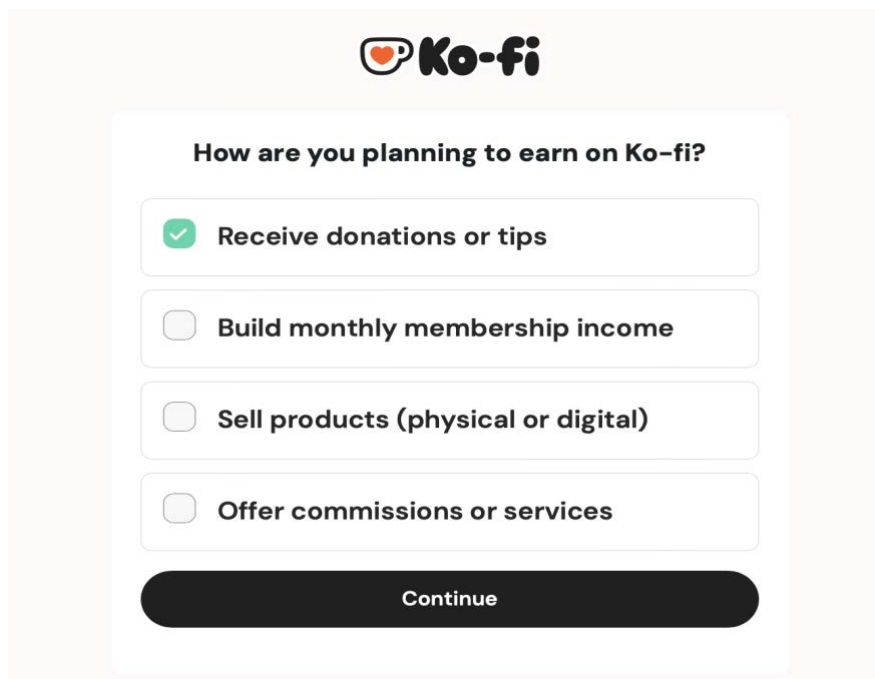 Ko-fi
How are you planning to earn on Ko-fi?
Receive donations or tips
Build monthly membership income
Sell products (physical or digital)
Offer commissions or services
Continue